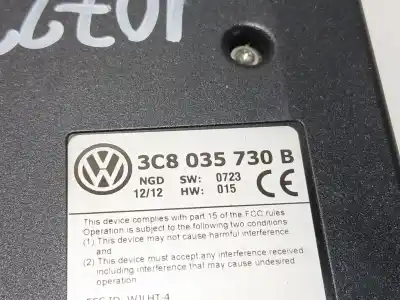 3C8 035 730 B
NGD SW: 0723
12/12 HW: 015 CE
This device complies with part 15 of the FCC rules
Operation is subject to the following two conditions
(1) This device may not cause harmful interference.
and
(2) This device must accept any interference received
including interference that may cause undesired
operation